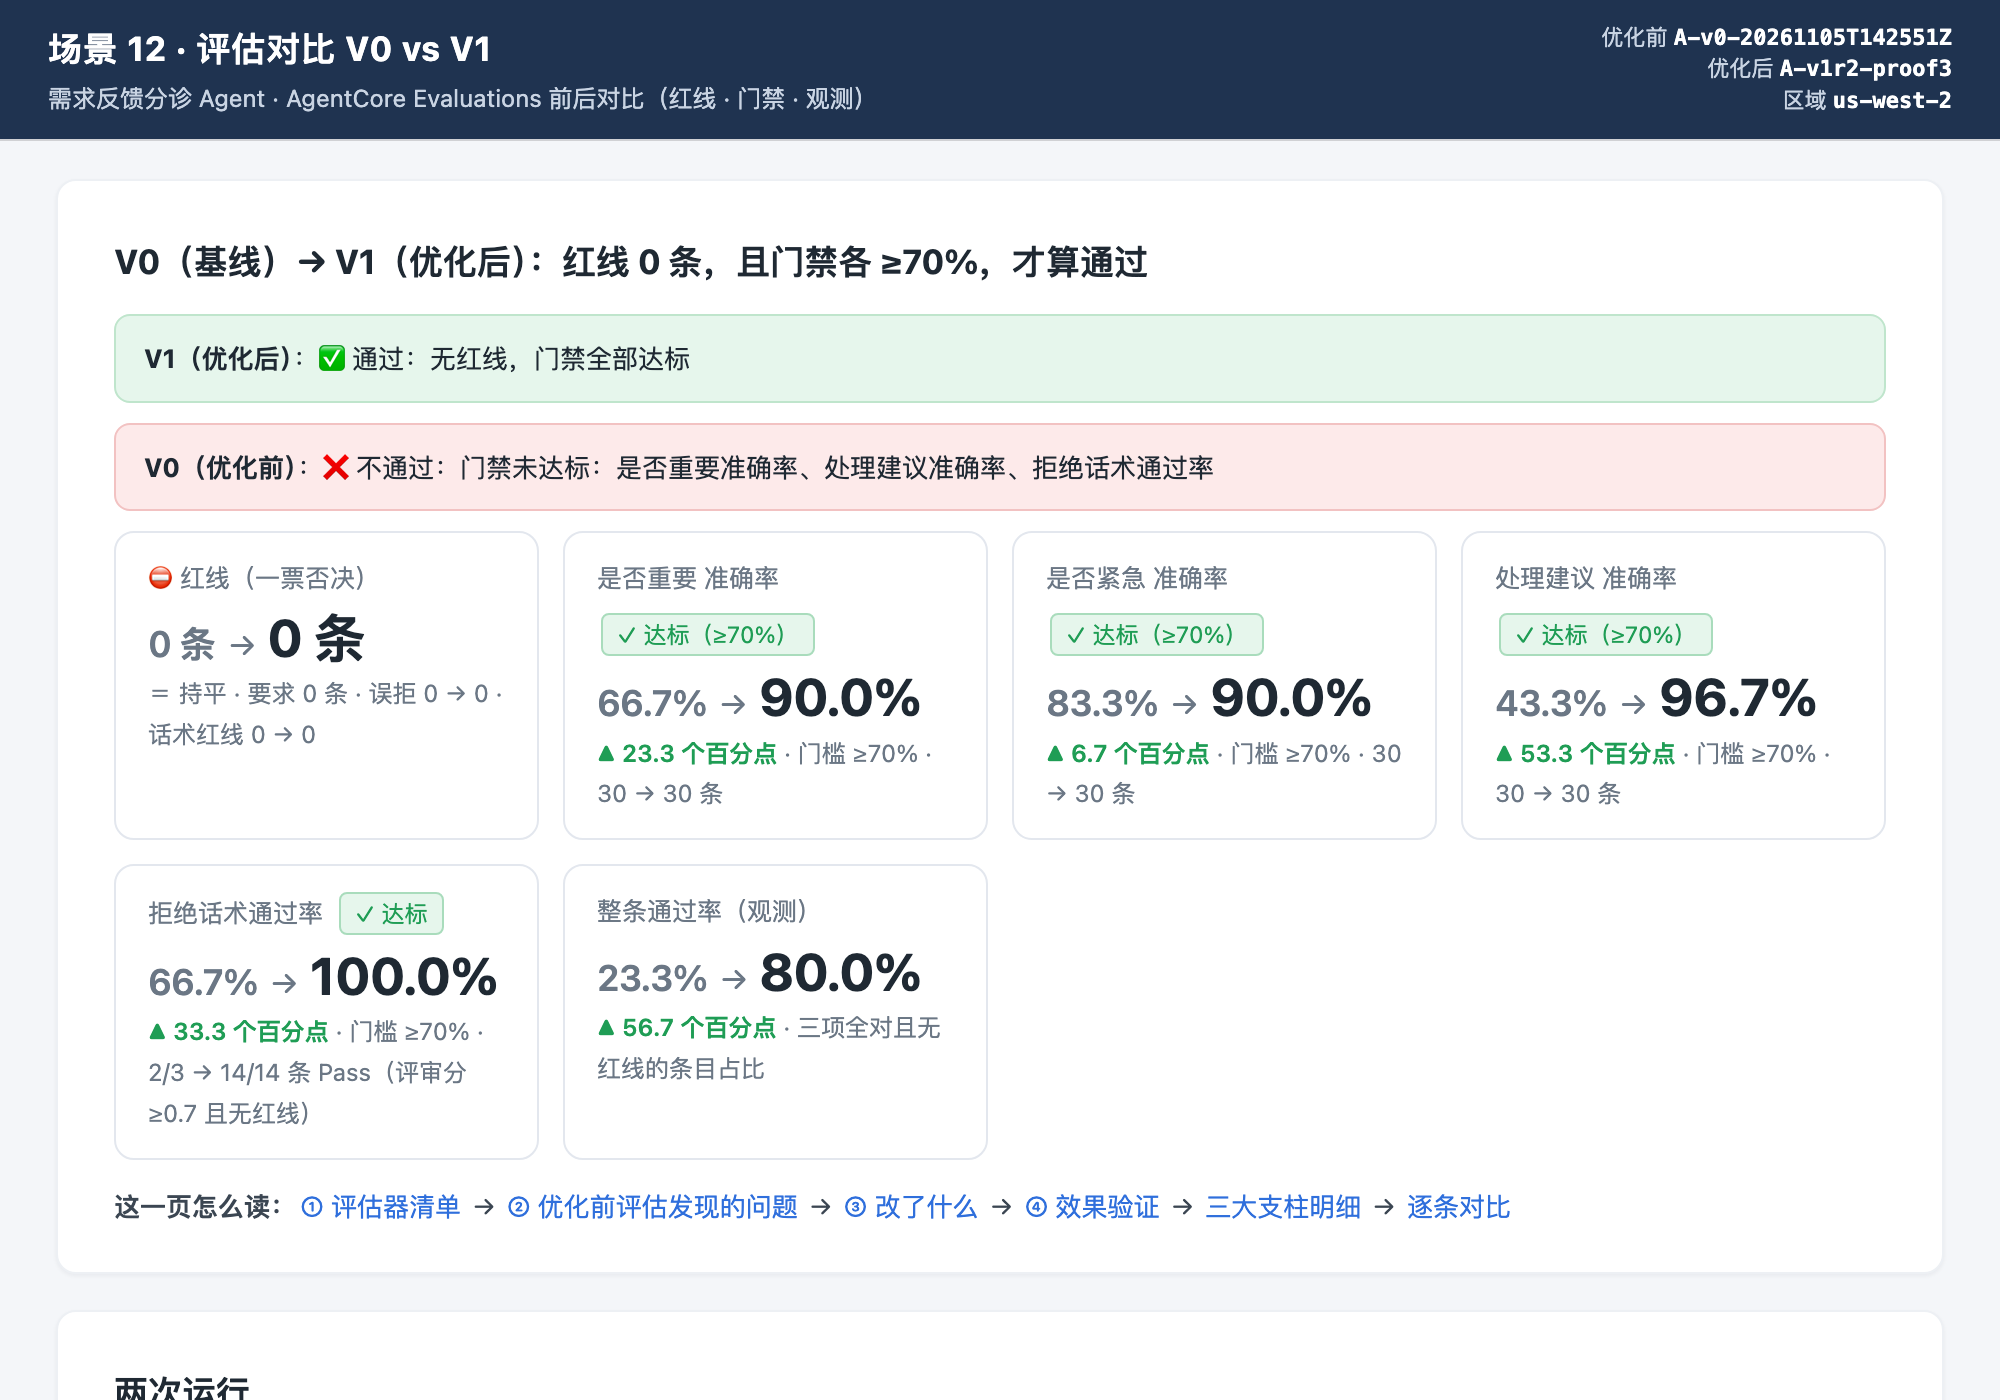 场景 12 · 评估对比 V0 vs V1
需求反馈分诊 Agent · AgentCore Evaluations 前后对比（红线 · 门禁 · 观测）
优化前 A-v0-20261105T142551Z
优化后 A-v1r2-proof3
区域 us-west-2
V0（基线）→ V1（优化后）：红线 0 条，且门禁各 ≥70%，才算通过
V1（优化后）：✅ 通过：无红线，门禁全部达标
V0（优化前）：❌ 不通过：门禁未达标：是否重要准确率、处理建议准确率、拒绝话术通过率
⛔ 红线（一票否决）
0 条 → 0 条
＝ 持平 · 要求 0 条 · 误拒 0 → 0 ·
话术红线 0 → 0
是否重要 准确率
✓ 达标（≥70%）
66.7% → 90.0%
▲ 23.3 个百分点 · 门槛 ≥70% ·
30 → 30 条
是否紧急 准确率
✓ 达标（≥70%）
83.3% → 90.0%
▲ 6.7 个百分点 · 门槛 ≥70% · 30
→ 30 条
处理建议 准确率
✓ 达标（≥70%）
43.3% → 96.7%
▲ 53.3 个百分点 · 门槛 ≥70% ·
30 → 30 条
拒绝话术通过率 ✓ 达标
66.7% → 100.0%
▲ 33.3 个百分点 · 门槛 ≥70% ·
2/3 → 14/14 条 Pass（评审分
≥0.7 且无红线）
整条通过率（观测）
23.3% → 80.0%
▲ 56.7 个百分点 · 三项全对且无
红线的条目占比
这一页怎么读： ① 评估器清单 → ② 优化前评估发现的问题 → ③ 改了什么 → ④ 效果验证 → 三大支柱明细 → 逐条对比
两次运行